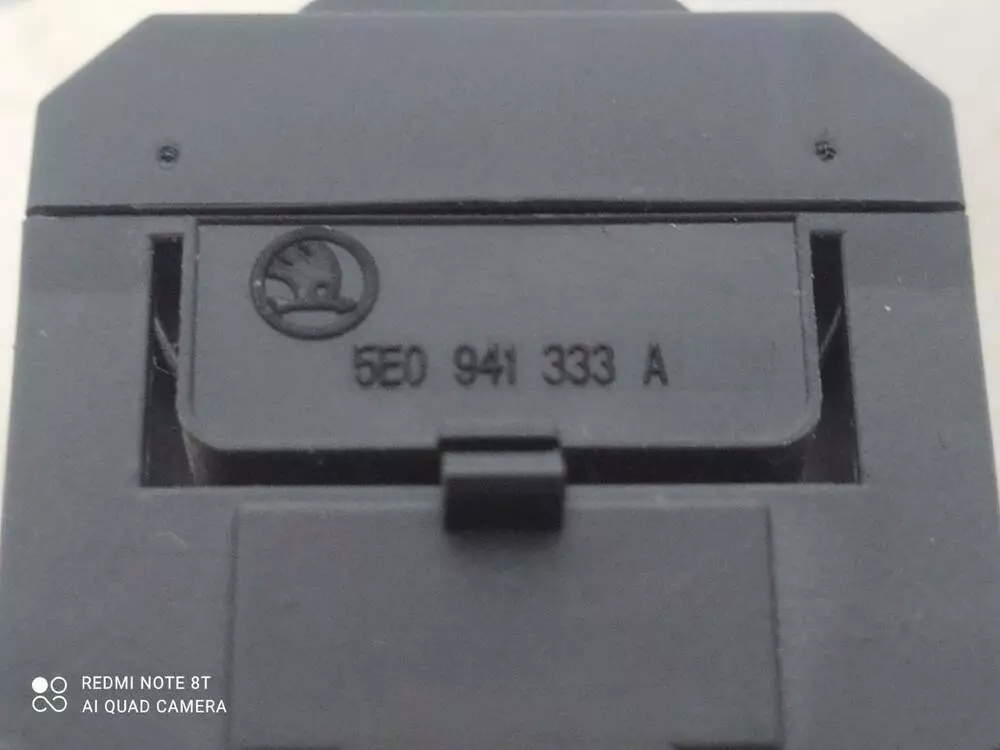 5E0 941 333 A
REDMI NOTE 8T
AI QUAD CAMERA